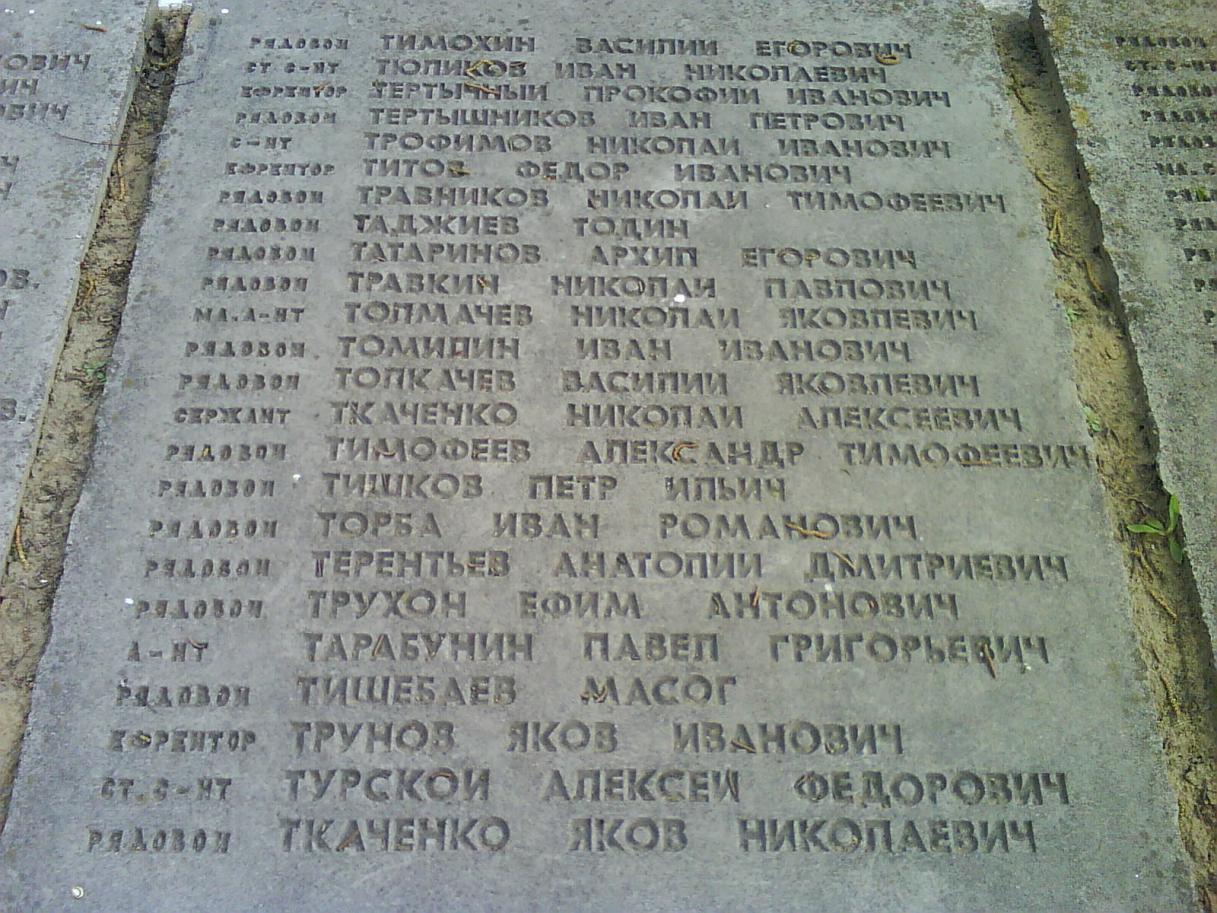 РЯДОВОЙ ТИМОХИН ВАСИЛИЙ ЕГОРОВИЧ
СТ. С-НТ ТЮЛИКОВ ИВАН НИКОЛАЕВИЧ
ЕФРЕЙТОР ТЕРТЫЧНЫЙ ПРОКОФИЙ ИВАНОВИЧ
РЯДОВОЙ ТЕРТЫШНИКОВ ИВАН ПЕТРОВИЧ
С-НТ ТРОФИМОВ НИКОЛАЙ ИВАНОВИЧ
ЕФРЕЙТОР ТИТОВ ФЕДОР ИВАНОВИЧ
РЯДОВОЙ ТРАВНИКОВ НИКОЛАЙ ТИМОФЕЕВИЧ
РЯДОВОЙ ТАДЖИЕВ ТОДИН
РЯДОВОЙ ТАТАРИНОВ АРХИП ЕГОРОВИЧ
РЯДОВОЙ ТРАВКИН НИКОЛАЙ ПАВЛОВИЧ
МЛ. Л-НТ ТОЛМАЧЕВ НИКОЛАЙ ЯКОВЛЕВИЧ
РЯДОВОЙ ТОМИЛИН ИВАН ИВАНОВИЧ
РЯДОВОЙ ТОЛКАЧЕВ ВАСИЛИЙ ЯКОВЛЕВИЧ
СЕРЖАНТ ТКАЧЕНКО НИКОЛАЙ АЛЕКСЕЕВИЧ
РЯДОВОЙ ТИМОФЕЕВ АЛЕКСАНДР ТИМОФЕЕВИЧ
РЯДОВОЙ ТИШКОВ ПЕТР ИЛЬИЧ
РЯДОВОЙ ТОРБА ИВАН РОМАНОВИЧ
РЯДОВОЙ ТЕРЕНТЬЕВ АНАТОЛИЙ ДМИТРИЕВИЧ
РЯДОВОЙ ТРУХОН ЕФИМ АНТОНОВИЧ
Л-НТ ТАРАБУНИН ПАВЕЛ ГРИГОРЬЕВИЧ
РЯДОВОЙ ТИШЕБАЕВ МАСОГ
ЕФРЕЙТОР ТРУНОВ ЯКОВ ИВАНОВИЧ
СТ. С-НТ ТУРСКОЙ АЛЕКСЕЙ ФЕДОРОВИЧ
РЯДОВОЙ ТКАЧЕНКО ЯКОВ НИКОЛАЕВИЧ